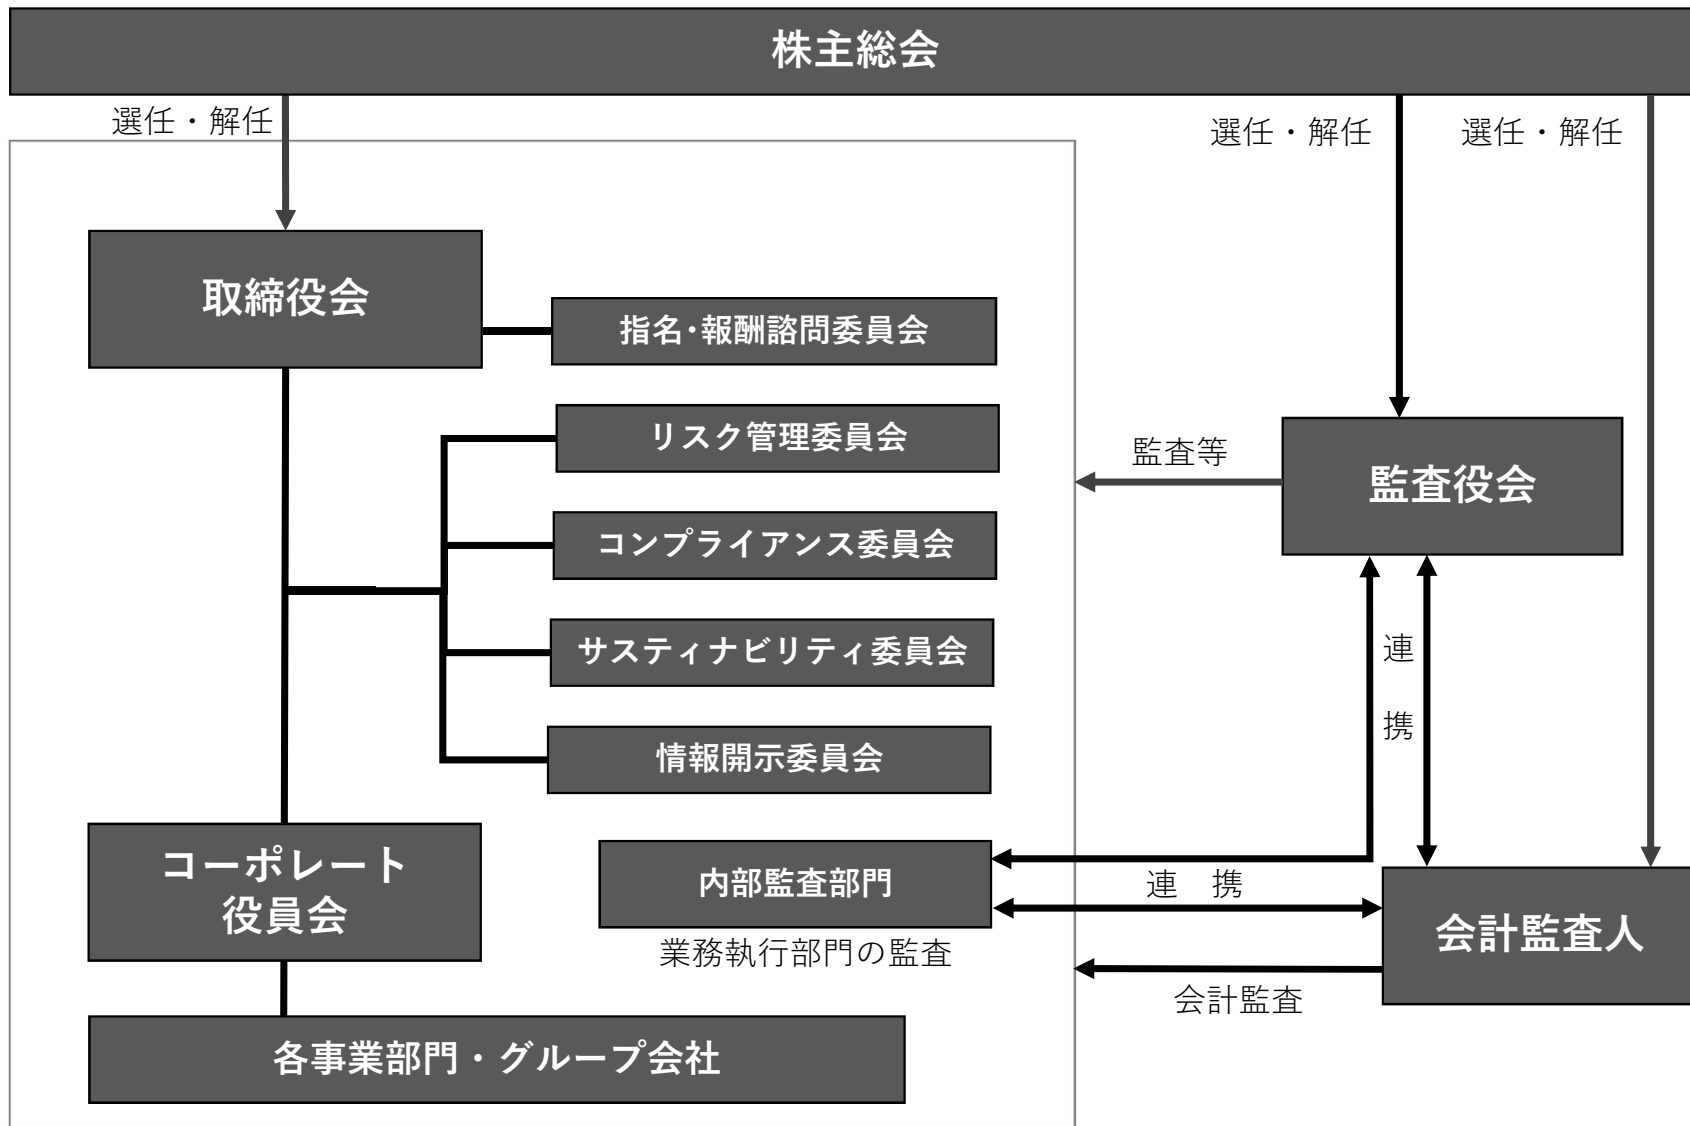 株主総会
選任・解任
選任・解任
選任・解任
取締役会
指名・報酬諮問委員会
リスク管理委員会
監査等
監査役会
コンプライアンス委員会
サスティナビリティ委員会
連
携
情報開示委員会
コーポレート
役員会
内部監査部門
連 携
業務執行部門の監査
会計監査人
会計監査
各事業部門・グループ会社